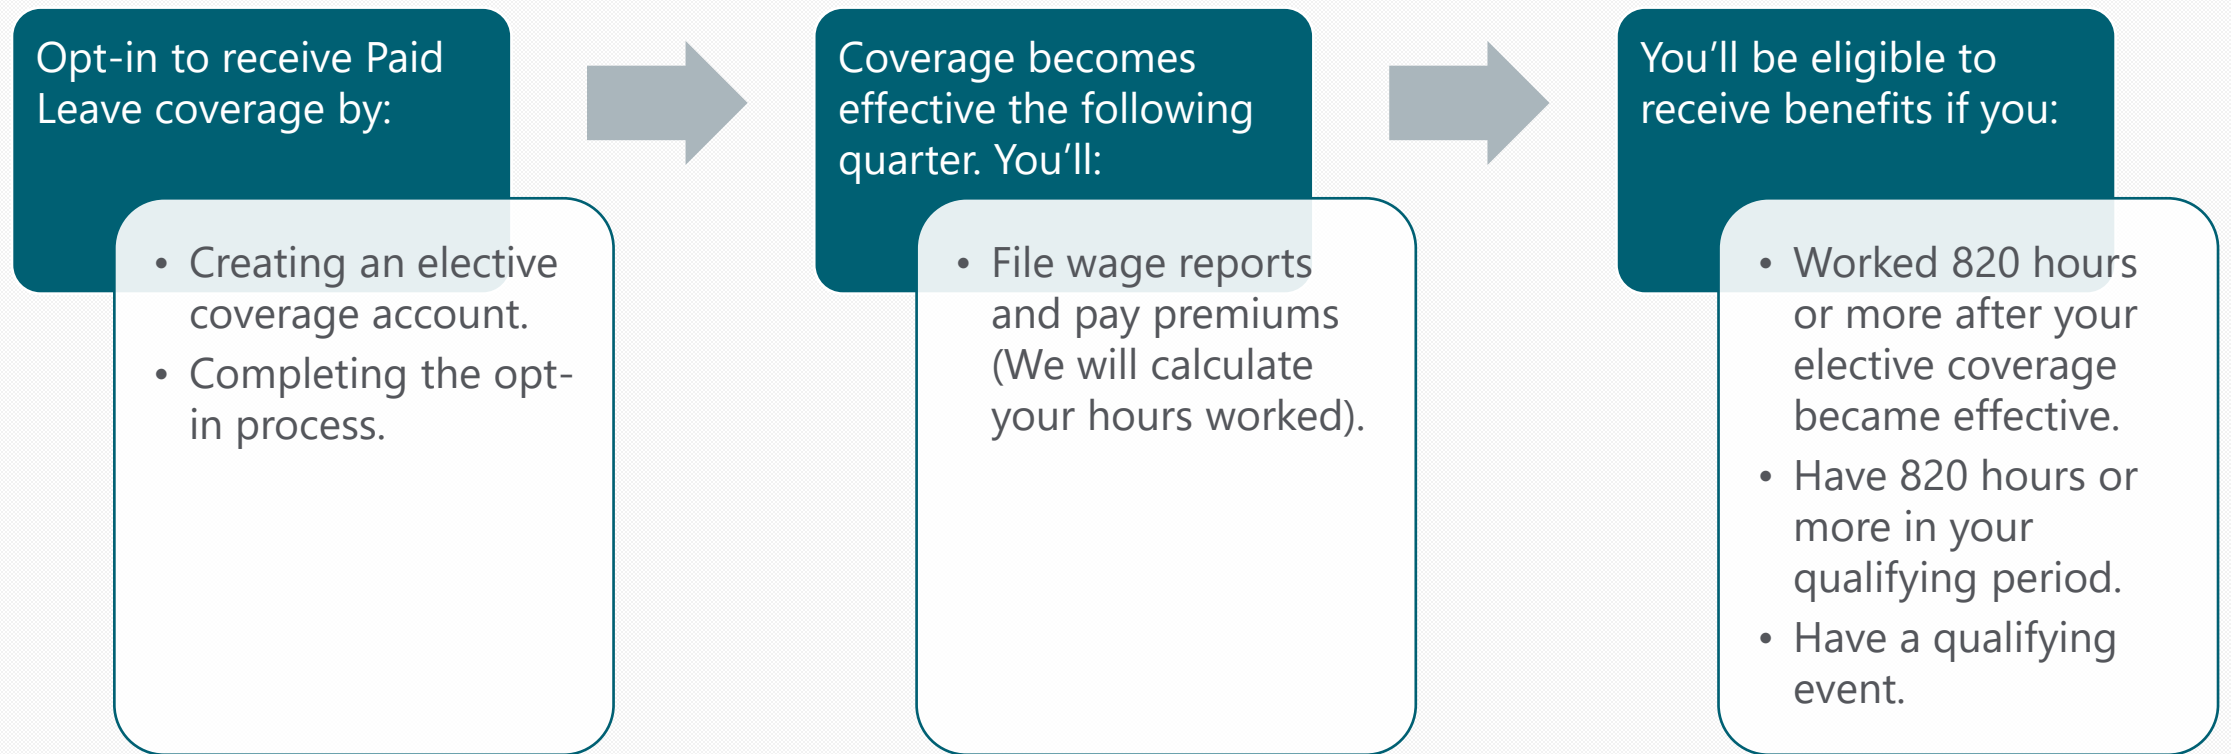 Opt-in to receive Paid
Leave coverage by:
• Creating an elective
coverage account.
• Completing the opt-
in process.
Coverage becomes
effective the following
quarter. You’ll:
• File wage reports
and pay premiums
(We will calculate
your hours worked).
You’ll be eligible to
receive benefits if you:
• Worked 820 hours
or more after your
elective coverage
became effective.
• Have 820 hours or
more in your
qualifying period.
• Have a qualifying
event.